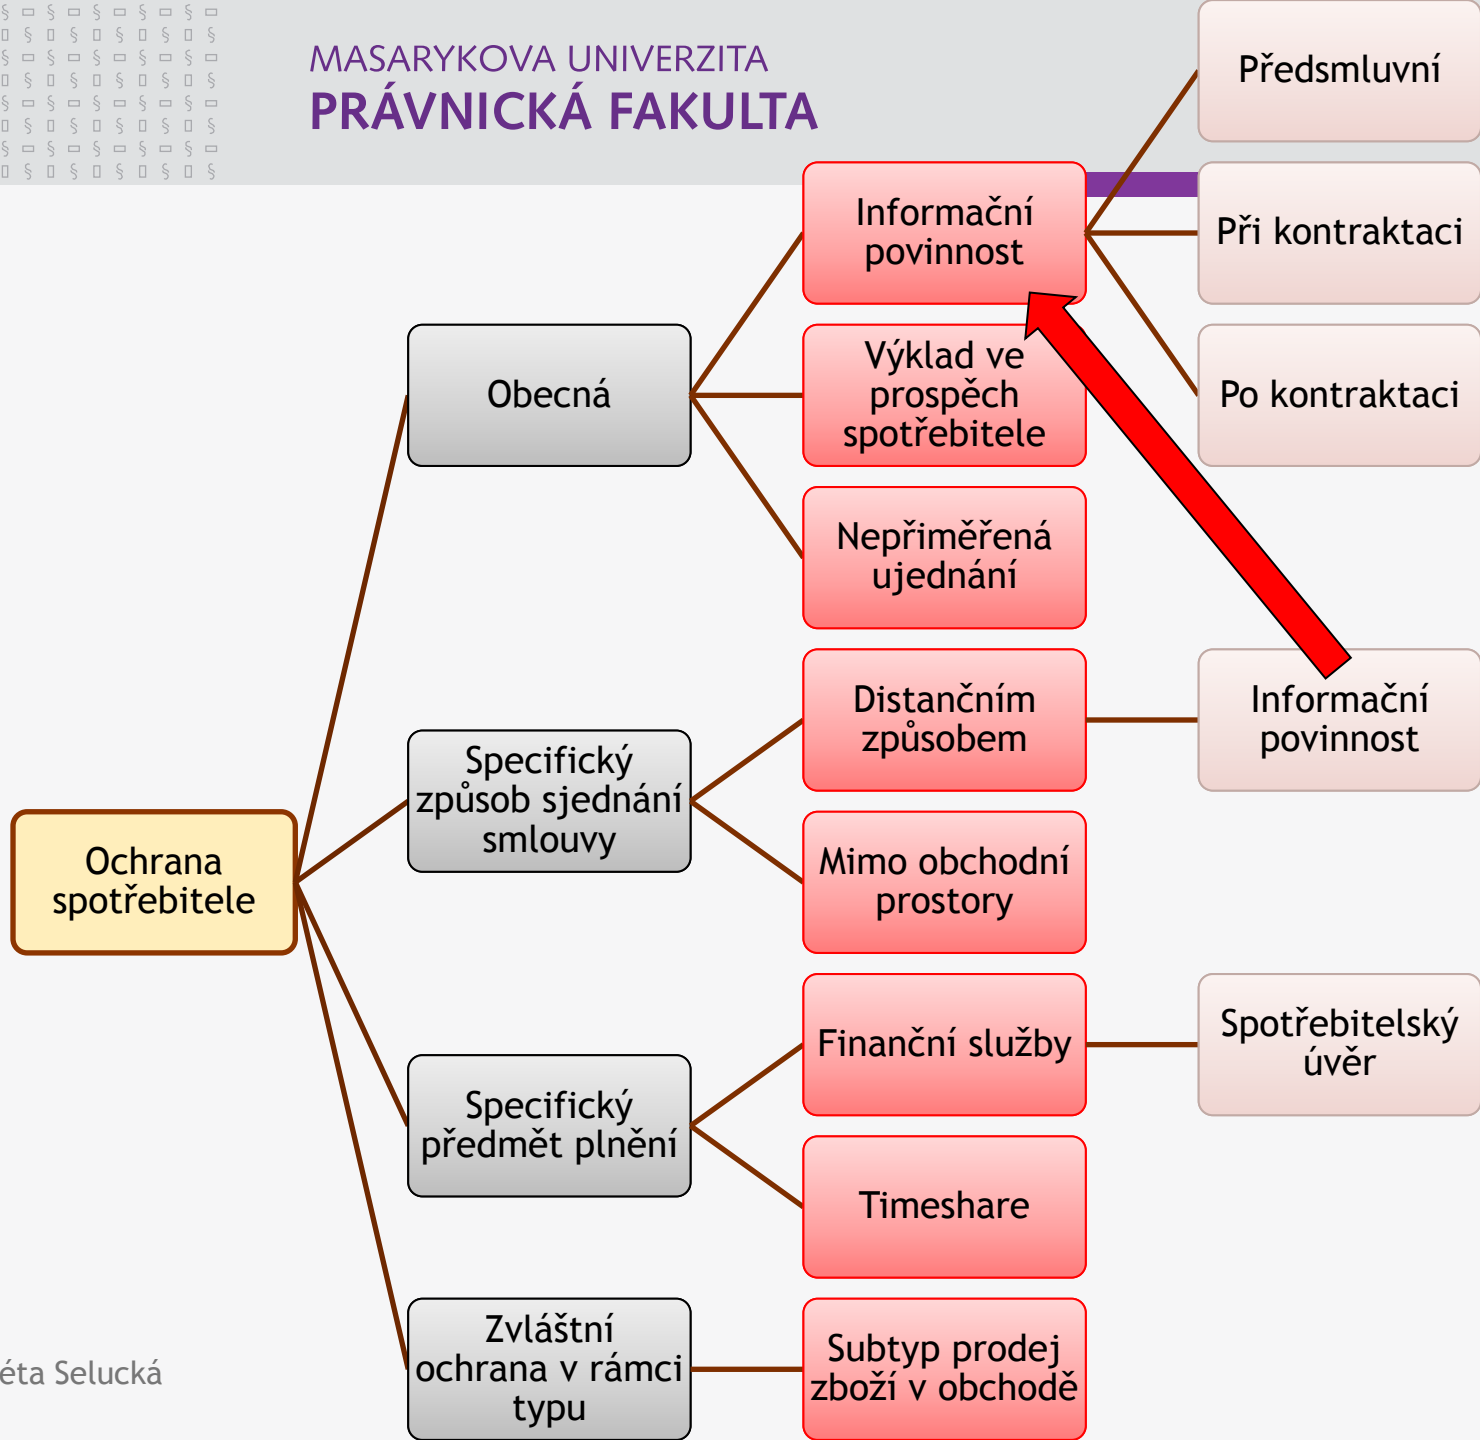 MASARYKOVA UNIVERZITA
PRÁVNICKÁ FAKULTA
Ochrana
spotřebitele
Obecná
Informační
povinnost
Předsmluvní
Při kontraktaci
Po kontraktaci
Výklad ve
prospěch
spotřebitele
Nepřiměřená
ujednání
Specifický
způsob sjednání
smlouvy
Distančním
způsobem
Informační
povinnost
Mimo obchodní
prostory
Specifický
předmět plnění
Finanční služby
Spotřebitelský
úvěr
Timeshare
Zvláštní
ochrana v rámci
typu
Subtyp prodej
zboží v obchodě
éta Selucká